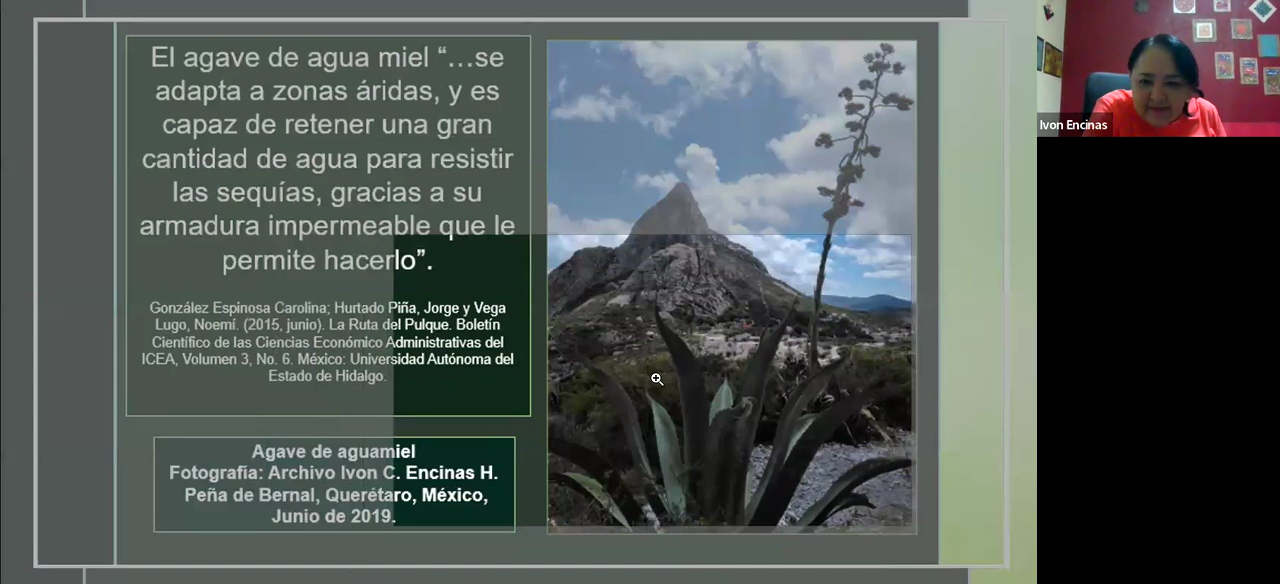 El agave de agua miel “…se
adapta a zonas áridas, y es
capaz de retener una gran
cantidad de agua para resistir
las sequías, gracias a su
armadura impermeable que le
permite hacerlo”.
González Espinosa Carolina; Hurtado Piña, Jorge y Vega
Lugo, Noemí. (2015, junio). La Ruta del Pulque. Boletín
Científico de las Ciencias Económico Administrativas del
ICEA, Volumen 3, No. 6. México: Universidad Autónoma del
Estado de Hidalgo.
Agave de aguamiel
Fotografía: Archivo Ivon C. Encinas H.
Peña de Bernal, Querétaro, México,
Junio de 2019.
Ivon Encinas